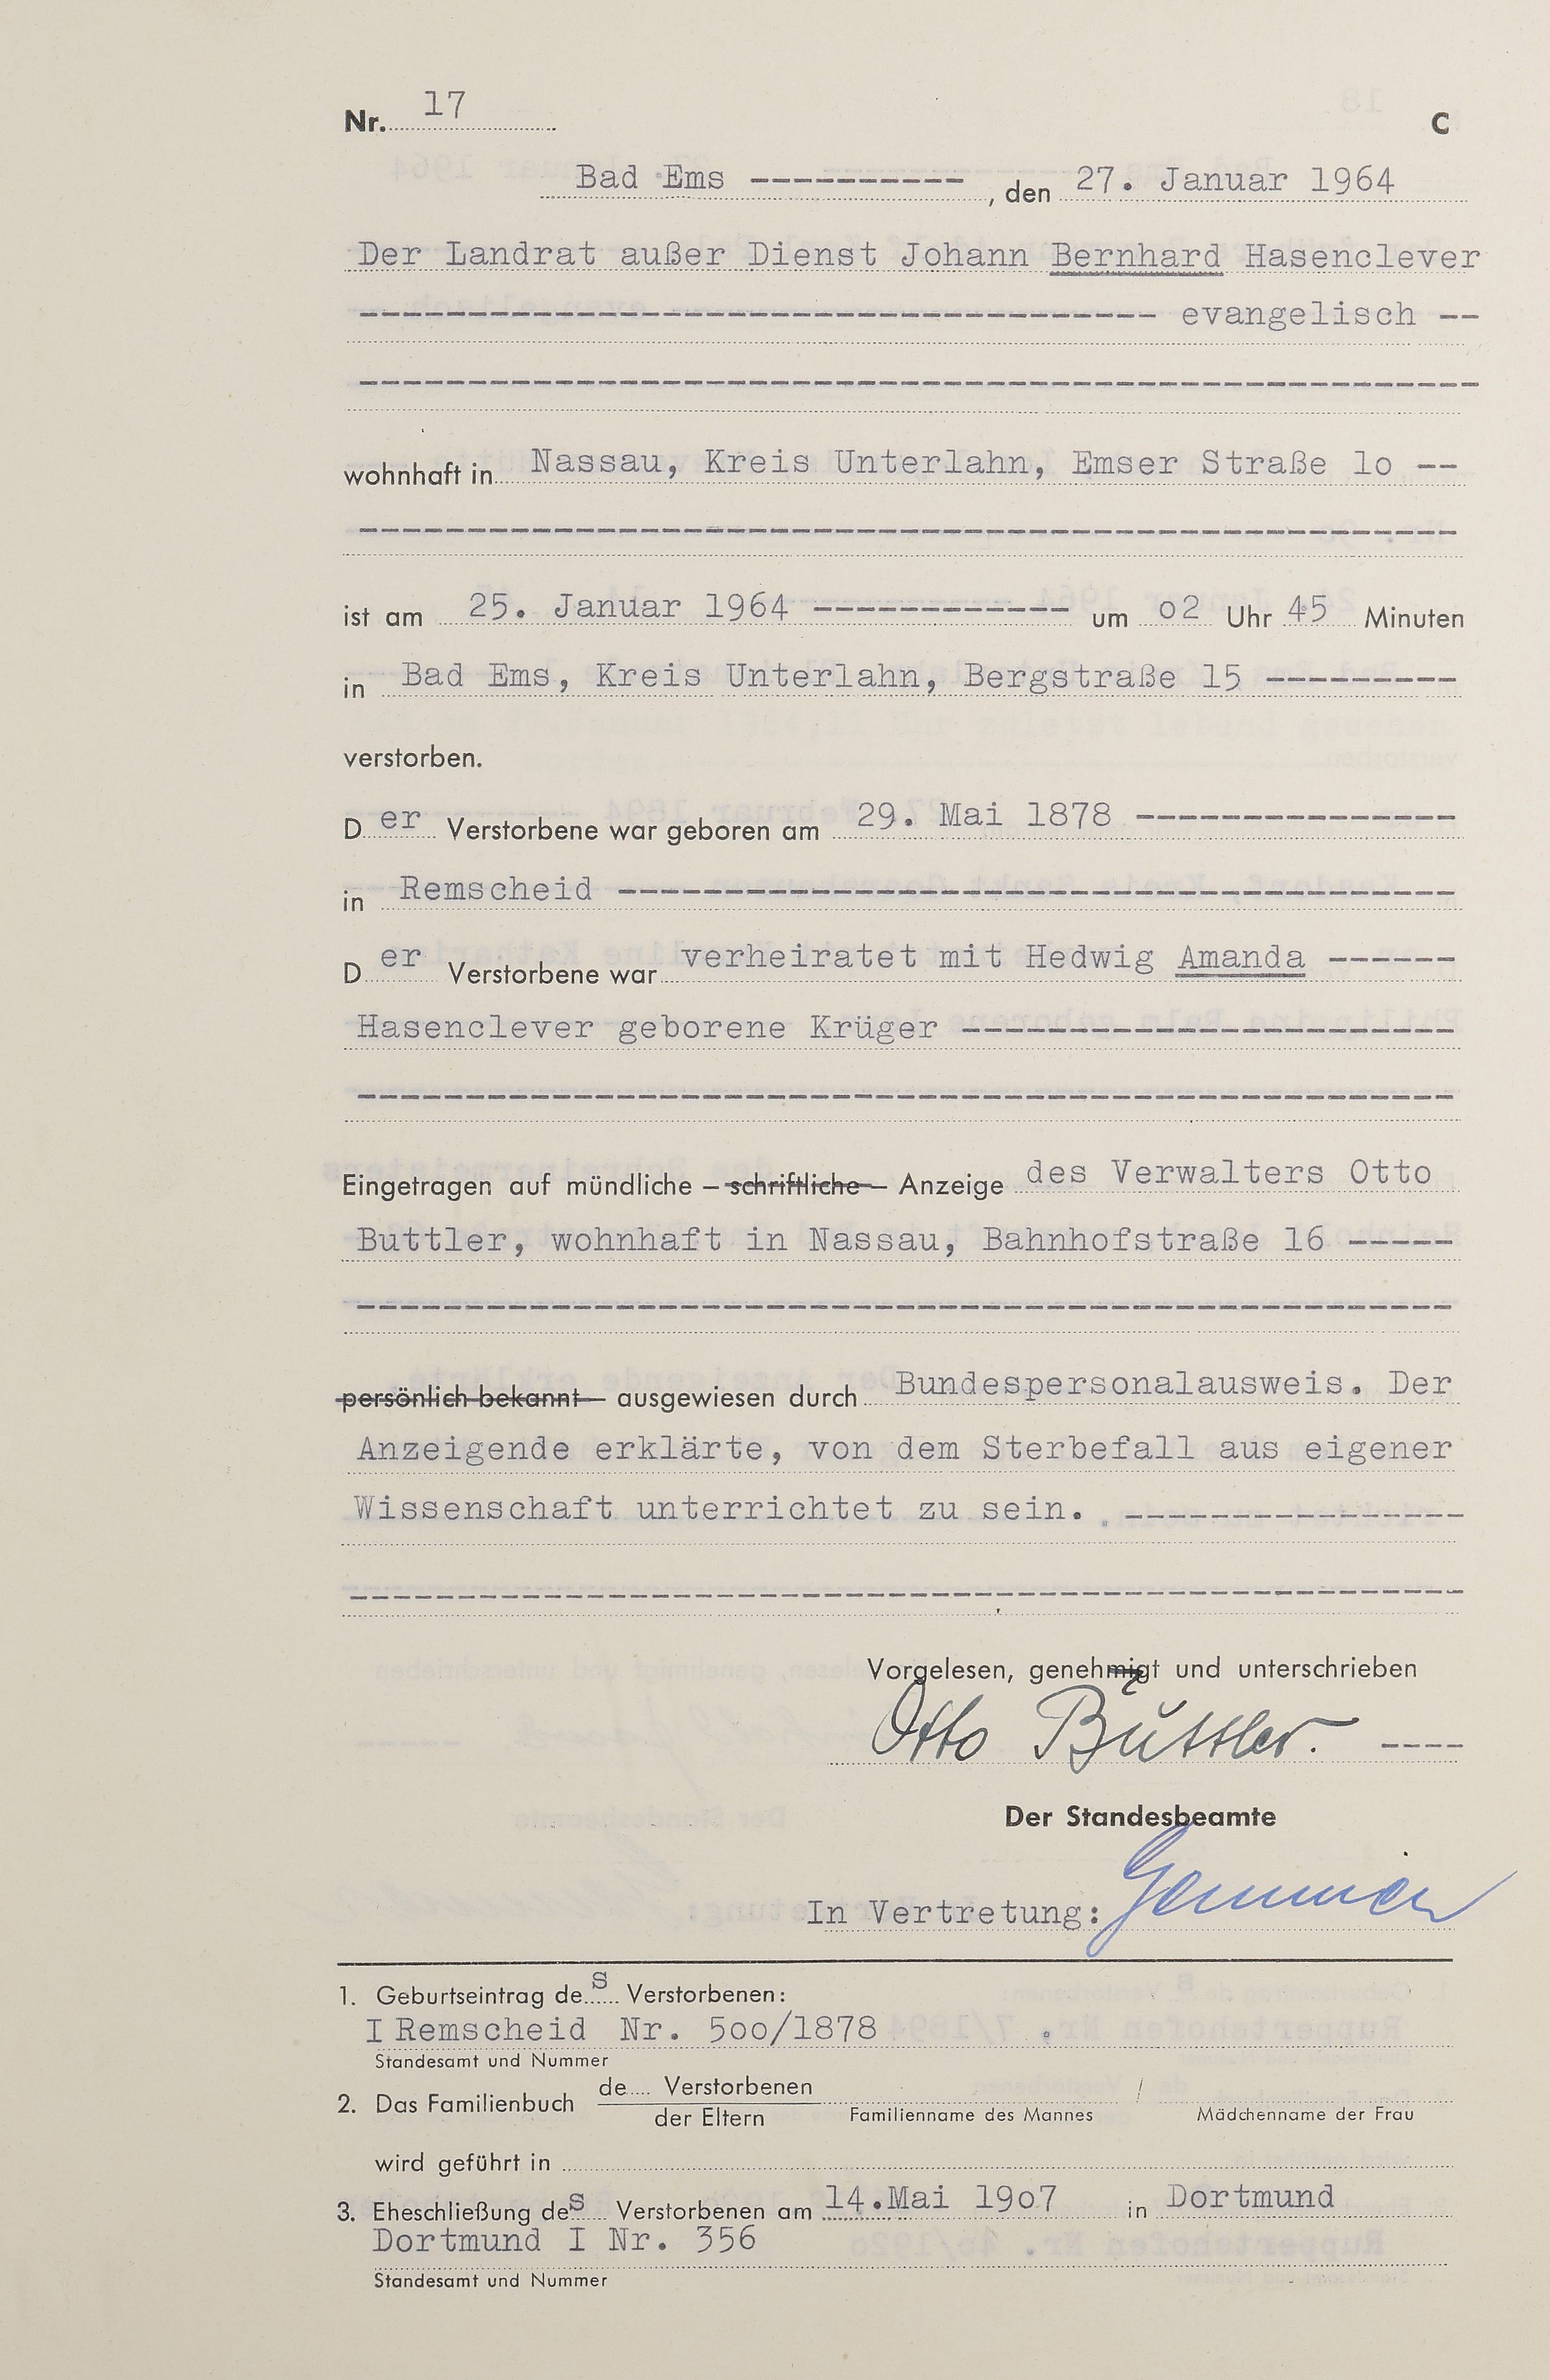 Nr. 17 C
Bad Ems ---------- , den 27. Januar 1964
Der Landrat außer Dienst Johann Bernhard Hasenclever
------------------------------------- evangelisch --
----------------------------------------------------
wohnhaft in Nassau, Kreis Unterlahn, Emser Straße lo --
---------------------------------------------------
ist am 25. Januar 1964 ------------ um o2 Uhr 45 Minuten
in Bad Ems, Kreis Unterlahn, Bergstraße 15 ---------
verstorben.
D er Verstorbene war geboren am 29. Mai 1878 ---------------
in Remscheid ---------------------------------------
D er Verstorbene war verheiratet mit Hedwig Amanda ------
Hasenclever geborene Krüger -----------------------
---------------------------------------------------
Eingetragen auf mündliche – schriftliche – Anzeige des Verwalters Otto
Buttler, wohnhaft in Nassau, Bahnhofstraße 16 -----
---------------------------------------------------
persönlich bekannt – ausgewiesen durch Bundespersonalausweis. Der
Anzeigende erklärte, von dem Sterbefall aus eigener
Wissenschaft unterrichtet zu sein. . ----------------
----------------------------------------------------
Vorgelesen, genehmigt und unterschrieben
Otto Buttler. ----
Der Standesbeamte
In Vertretung:
1. Geburtseintrag des Verstorbenen:
I Remscheid Nr. 5oo/1878 .
Standesamt und Nummer
2. Das Familienbuch de.... Verstorbenen /
der Eltern Familienname des Mannes Mädchenname der Frau
wird geführt in
3. Eheschließung des Verstorbenen am 14.Mai 19o7 in Dortmund
Dortmund I Nr. 356
Standesamt und Nummer